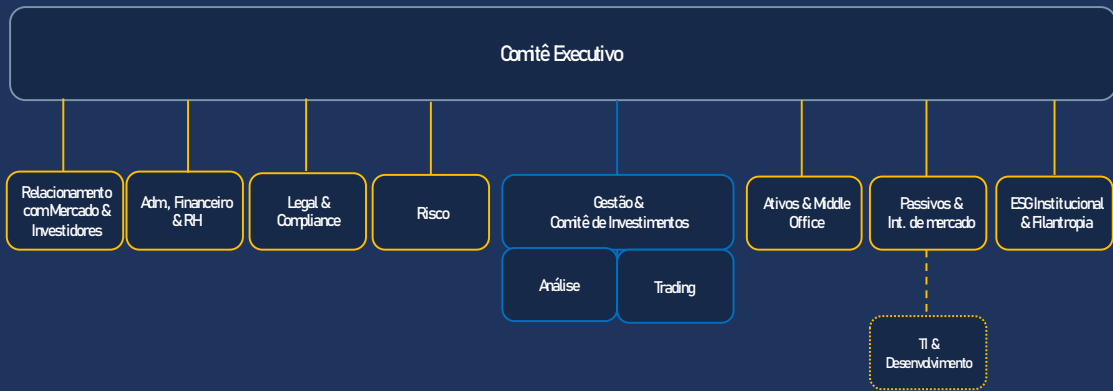 Comitê Executivo
Relacionamento
com Mercado &
Investidores
Adm, Financeiro
& RH
Legal &
Compliance
Risco
Gestão &
Comitê de Investimentos
Ativos & Middle
Office
Passivos &
Int. de mercado
ESG Institucional
& Filantropia
Análise
Trading
TI &
Desenvolvimento